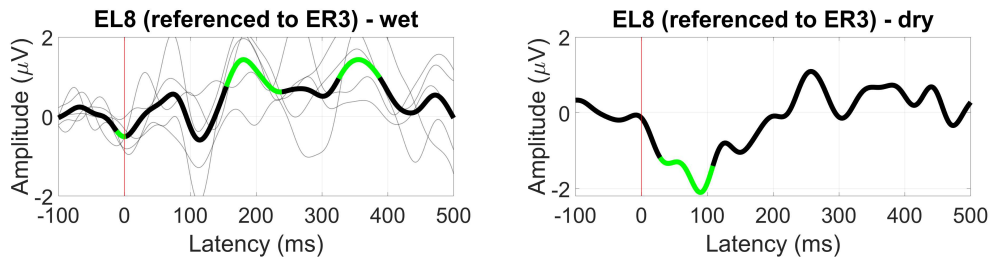 EL8 (referenced to ER3) - wet
2
0
-2
Amplitude (μV)
-100 0 100 200 300 400 500
Latency (ms)
EL8 (referenced to ER3) - dry
2
0
-2
Amplitude (μV)
-100 0 100 200 300 400 500
Latency (ms)